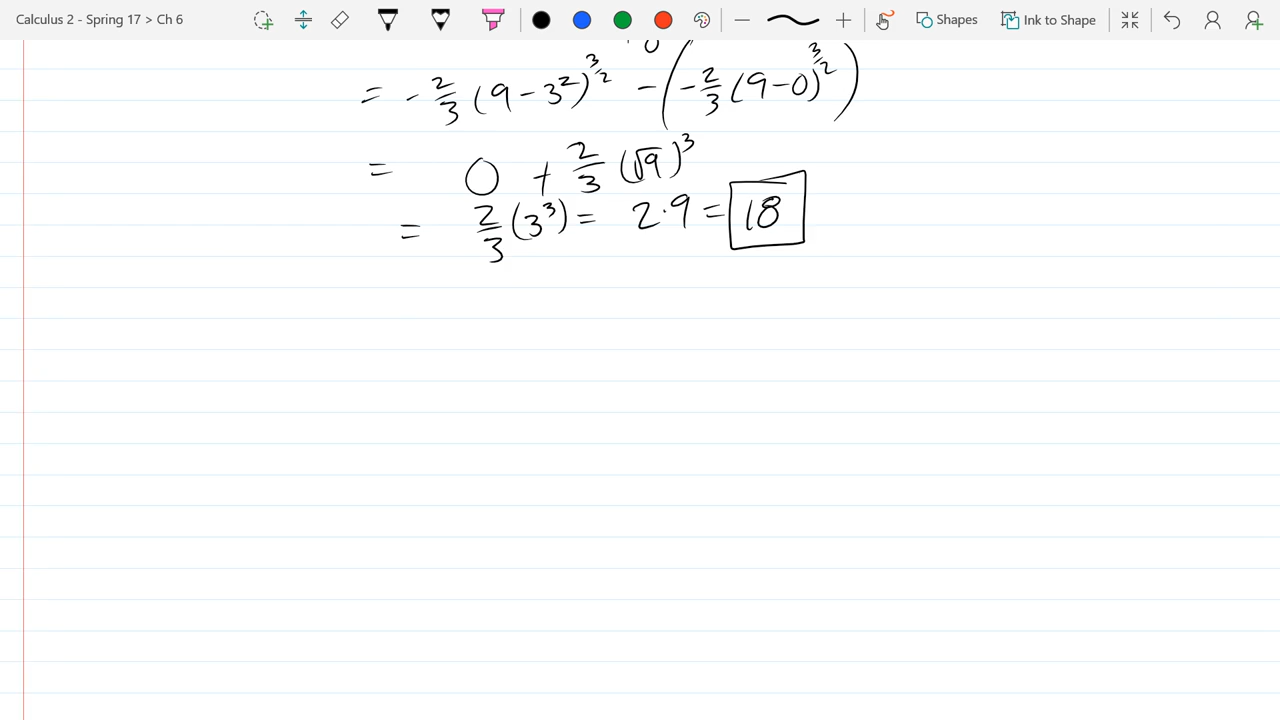 Calculus 2 - Spring 17 > Ch 6
Shapes
Ink to Shape
= -2/3 (9 - 3²)^(3/2) - (-2/3 (9 - 0)^(3/2))
= 0 + 2/3 (√9)³
= 2/3 (3³) = 2·9 = 18